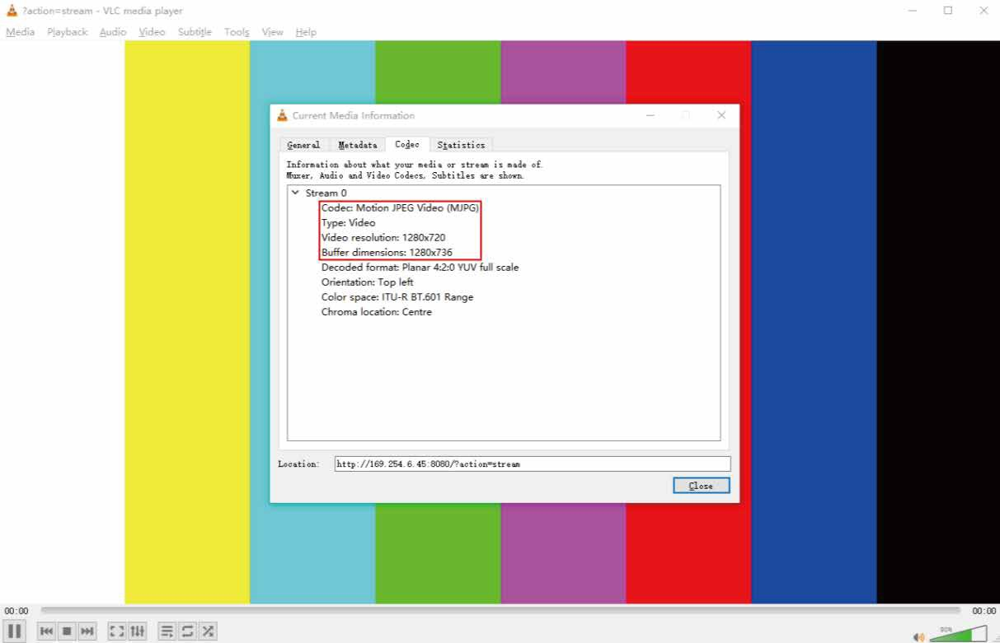 ?action=stream - VLC media player
Media Playback Audio Video Subtitle Tools View Help
Current Media Information
General Metadata Codec Statistics
Information about what your media or stream is made of.
Muxer, Audio and Video Codecs, Subtitles are shown.
Stream 0
Codec: Motion JPEG Video (MJPG)
Type: Video
Video resolution: 1280x720
Buffer dimensions: 1280x736
Decoded format: Planar 4:2:0 YUV full scale
Orientation: Top left
Color space: ITU-R BT.601 Range
Chroma location: Centre
Location: http://169.254.6.45:8080/?action=stream
Close
00:00 00:00
90%